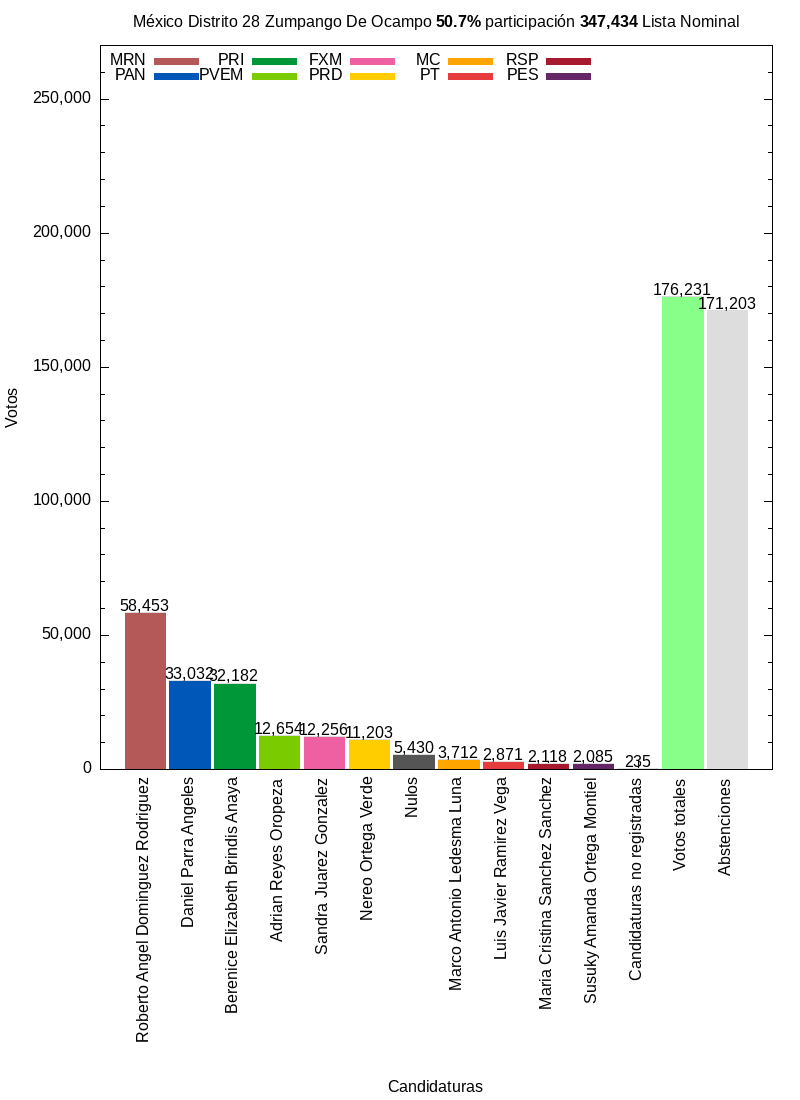 México Distrito 28 Zumpango De Ocampo 50.7% participación 347,434 Lista Nominal
MRN PRI FXM MC RSP
PAN PVEM PRD PT PES
250,000
200,000
150,000
100,000
50,000
0
Votos
58,453
33,032
32,182
12,654
12,256
11,203
5,430
3,712
2,871
2,118
2,085
235
176,231
171,203
Roberto Angel Dominguez Rodriguez
Daniel Parra Angeles
Berenice Elizabeth Brindis Anaya
Adrian Reyes Oropeza
Sandra Juarez Gonzalez
Nereo Ortega Verde
Nulos
Marco Antonio Ledesma Luna
Luis Javier Ramirez Vega
Maria Cristina Sanchez Sanchez
Susuky Amanda Ortega Montiel
Candidaturas no registradas
Votos totales
Abstenciones
Candidaturas